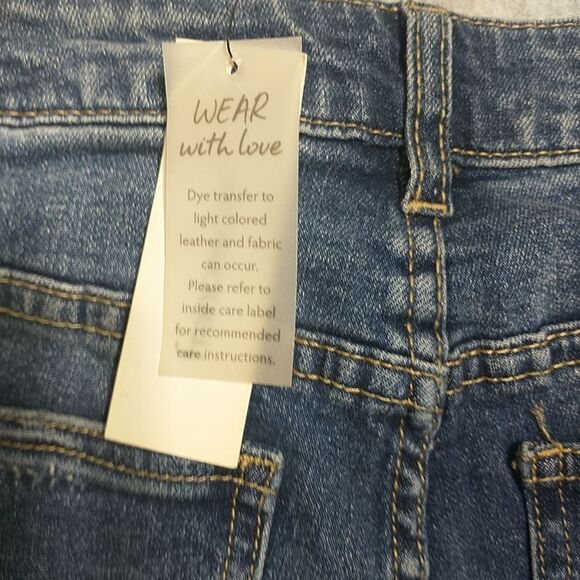 WEAR
with love
Dye transfer to
light colored
leather and fabric
can occur.
Please refer to
inside care label
for recommended
care instructions.